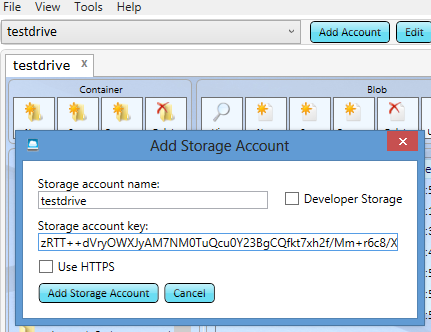 File View Tools Help
testdrive Add Account Edit
testdrive x
Container Blob
Add Storage Account
Storage account name:
testdrive Developer Storage
Storage account key:
zRTT++dVryOWXJyAM7NM0TuQcu0Y23BgCQfkt7xh2f/Mm+r6c8/X
Use HTTPS
Add Storage Account Cancel